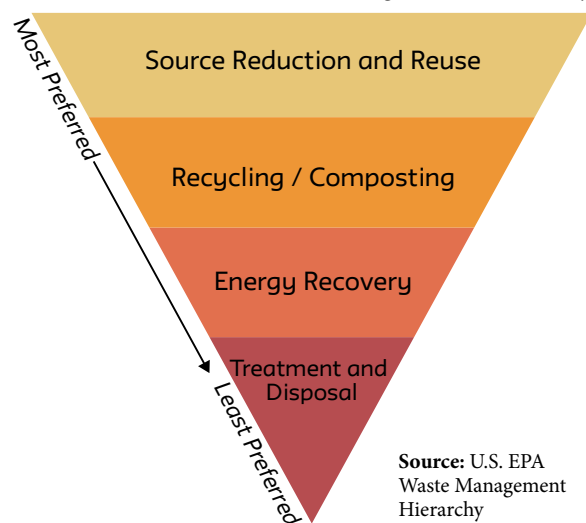 Most Preferred
Source Reduction and Reuse
Recycling / Composting
Energy Recovery
Treatment and
Disposal
Least Preferred
Source: U.S. EPA
Waste Management
Hierarchy